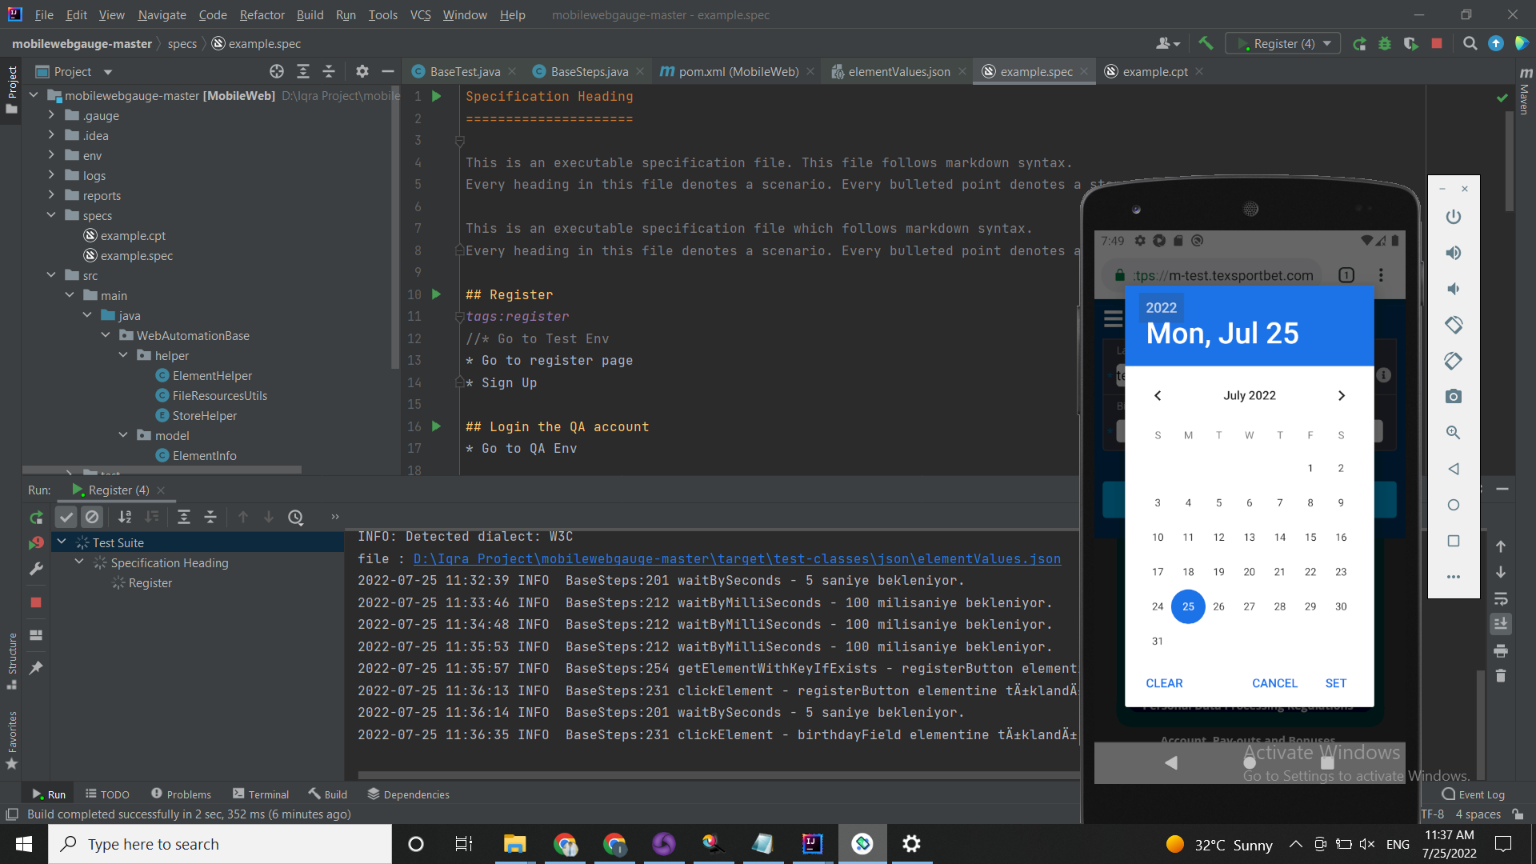 File Edit View Navigate Code Refactor Build Run Tools VCS Window Help mobilewebgauge-master - example.spec
mobilewebgauge-master specs example.spec Register (4)
Project
BaseTest.java BaseSteps.java pom.xml (MobileWeb) elementValues.json example.spec example.cpt
Project
Maven
mobilewebgauge-master [MobileWeb] D:\Iqra Project\mobile
.gauge
.idea
env
logs
reports
specs
example.cpt
example.spec
src
main
java
WebAutomationBase
helper
ElementHelper
FileResourcesUtils
StoreHelper
model
ElementInfo
1 Specification Heading
2 =====================
3
4 This is an executable specification file. This file follows markdown syntax.
5 Every heading in this file denotes a scenario. Every bulleted point denotes a
6
7 This is an executable specification file which follows markdown syntax.
8 Every heading in this file denotes a scenario. Every bulleted point denotes a
9
10 ## Register
11 tags:register
12 //* Go to Test Env
13 * Go to register page
14 * Sign Up
15
16 ## Login the QA account
17 * Go to QA Env
18
7:49
ttps://m-test.texsportbet.com 1
2022
Mon, Jul 25
July 2022
S M T W T F S
1 2
3 4 5 6 7 8 9
10 11 12 13 14 15 16
17 18 19 20 21 22 23
24 25 26 27 28 29 30
31
CLEAR CANCEL SET
Personal Data Processing Regulations
Account, Pay-outs and Bonuses
Run: Register (4)
Test Suite
Specification Heading
Register
INFO: Detected dialect: W3C
file : D:\Iqra Project\mobilewebgauge-master\target\test-classes\json\elementValues.json
2022-07-25 11:32:39 INFO BaseSteps:201 waitBySeconds - 5 saniye bekleniyor.
2022-07-25 11:33:46 INFO BaseSteps:212 waitByMilliSeconds - 100 milisaniye bekleniyor.
2022-07-25 11:34:48 INFO BaseSteps:212 waitByMilliSeconds - 100 milisaniye bekleniyor.
2022-07-25 11:35:53 INFO BaseSteps:212 waitByMilliSeconds - 100 milisaniye bekleniyor.
2022-07-25 11:35:57 INFO BaseSteps:254 getElementWithKeyIfExists - registerButton element
2022-07-25 11:36:13 INFO BaseSteps:231 clickElement - registerButton elementine tÄ±klandÄ±
2022-07-25 11:36:14 INFO BaseSteps:201 waitBySeconds - 5 saniye bekleniyor.
2022-07-25 11:36:35 INFO BaseSteps:231 clickElement - birthdayField elementine tÄ±klandÄ±
Structure
Favorites
Activate Windows
Go to Settings to activate Windows.
Run TODO Problems Terminal Build Dependencies Event Log
Build completed successfully in 2 sec, 352 ms (6 minutes ago) TF-8 4 spaces
Type here to search
32°C Sunny ENG
11:37 AM
7/25/2022